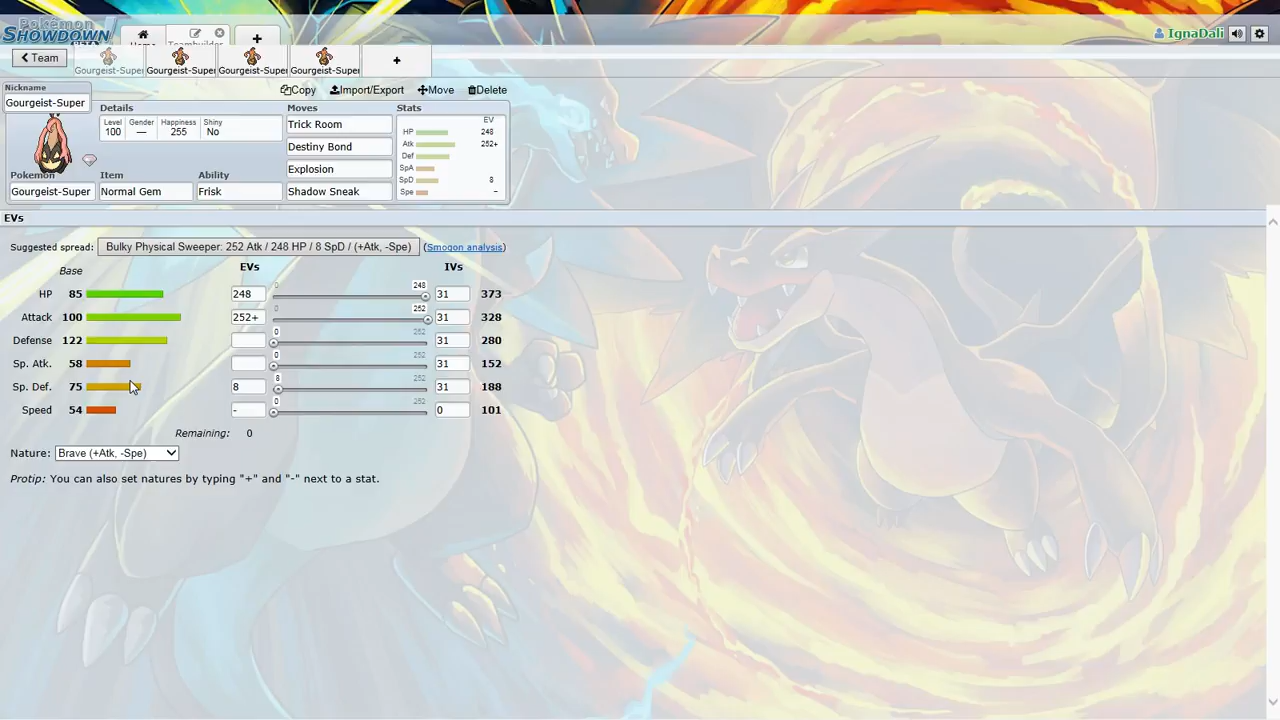 Pokémon
SHOWDOWN
Home
Teambuilder
+
IgnaDali
Team
Gourgeist-Super
Gourgeist-Super
Gourgeist-Super
Gourgeist-Super
+
Nickname
Gourgeist-Super
Copy Import/Export Move Delete
Details
Level Gender Happiness Shiny
100 — 255 No
Pokemon Item Ability
Gourgeist-Super Normal Gem Frisk
Moves
Trick Room
Destiny Bond
Explosion
Shadow Sneak
Stats
EV
HP 248
Atk 252+
Def
SpA
SpD 8
Spe -
EVs
Suggested spread: Bulky Physical Sweeper: 252 Atk / 248 HP / 8 SpD / (+Atk, -Spe) (Smogon analysis)
Base EVs IVs
0 248
HP 85 248 31 373
0 252
Attack 100 252+ 31 328
0 252
Defense 122 31 280
0 252
Sp. Atk. 58 31 152
8 252
Sp. Def. 75 8 31 188
0 252
Speed 54 - 0 101
Remaining: 0
Nature: Brave (+Atk, -Spe)
Protip: You can also set natures by typing "+" and "-" next to a stat.